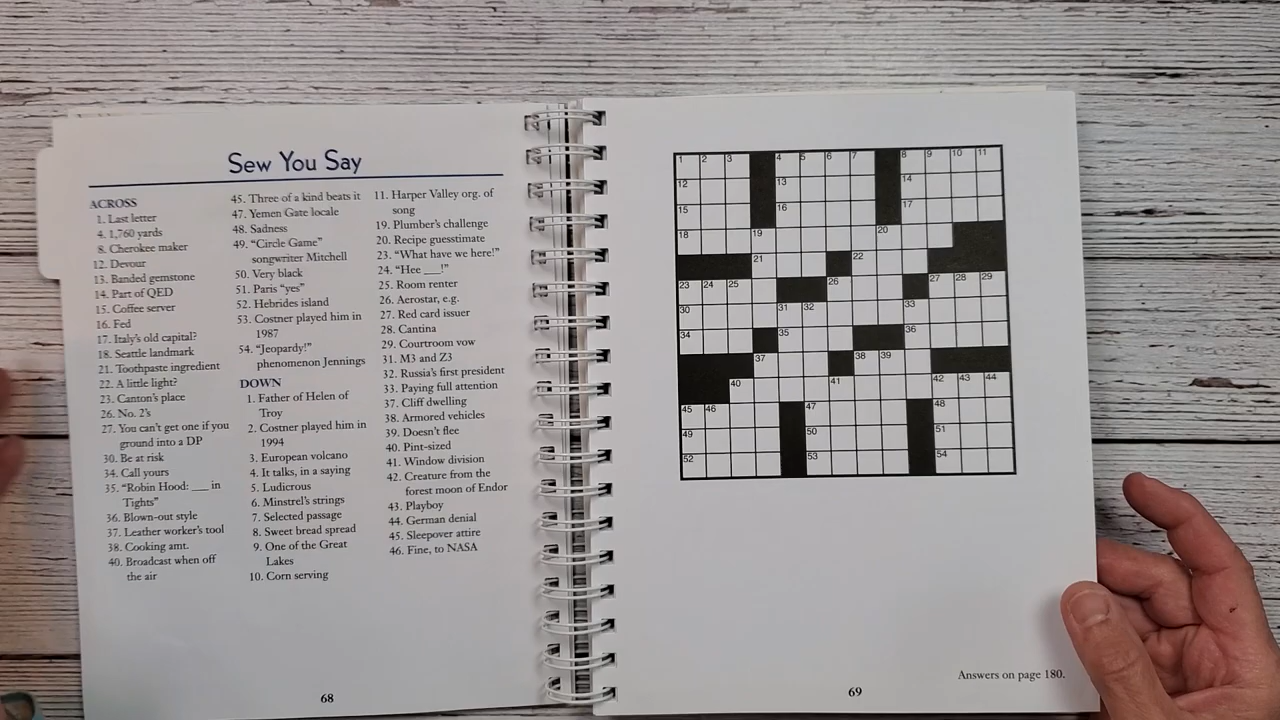 Sew You Say
ACROSS
1. Last letter
4. 1,760 yards
8. Cherokee maker
12. Devour
13. Banded gemstone
14. Part of QED
15. Coffee server
16. Fed
17. Italy's old capital?
18. Seattle landmark
21. Toothpaste ingredient
22. A little light?
23. Canton's place
26. No. 2's
27. You can't get one if you
ground into a DP
30. Be at risk
34. Call yours
35. "Robin Hood: ___ in
Tights"
36. Blown-out style
37. Leather worker's tool
38. Cooking amt.
40. Broadcast when off
the air
45. Three of a kind beats it
47. Yemen Gate locale
48. Sadness
49. "Circle Game"
songwriter Mitchell
50. Very black
51. Paris "yes"
52. Hebrides island
53. Costner played him in
1987
54. "Jeopardy!"
phenomenon Jennings
DOWN
1. Father of Helen of
Troy
2. Costner played him in
1994
3. European volcano
4. It talks, in a saying
5. Ludicrous
6. Minstrel's strings
7. Selected passage
8. Sweet bread spread
9. One of the Great
Lakes
10. Corn serving
11. Harper Valley org. of
song
19. Plumber's challenge
20. Recipe guesstimate
23. "What have we here!"
24. "Hee ___!"
25. Room renter
26. Aerostar, e.g.
27. Red card issuer
28. Cantina
29. Courtroom vow
31. M3 and Z3
32. Russia's first president
33. Paying full attention
37. Cliff dwelling
38. Armored vehicles
39. Doesn't flee
40. Pint-sized
41. Window division
42. Creature from the
forest moon of Endor
43. Playboy
44. German denial
45. Sleepover attire
46. Fine, to NASA
68
1 2 3 4 5 6 7 8 9 10 11
12 13 14
15 16 17
18 19 20
21 22
23 24 25 26 27 28 29
30 31 32 33
34 35 36
37 38 39
40 41 42 43 44
45 46 47 48
49 50 51
52 53 54
Answers on page 180.
69